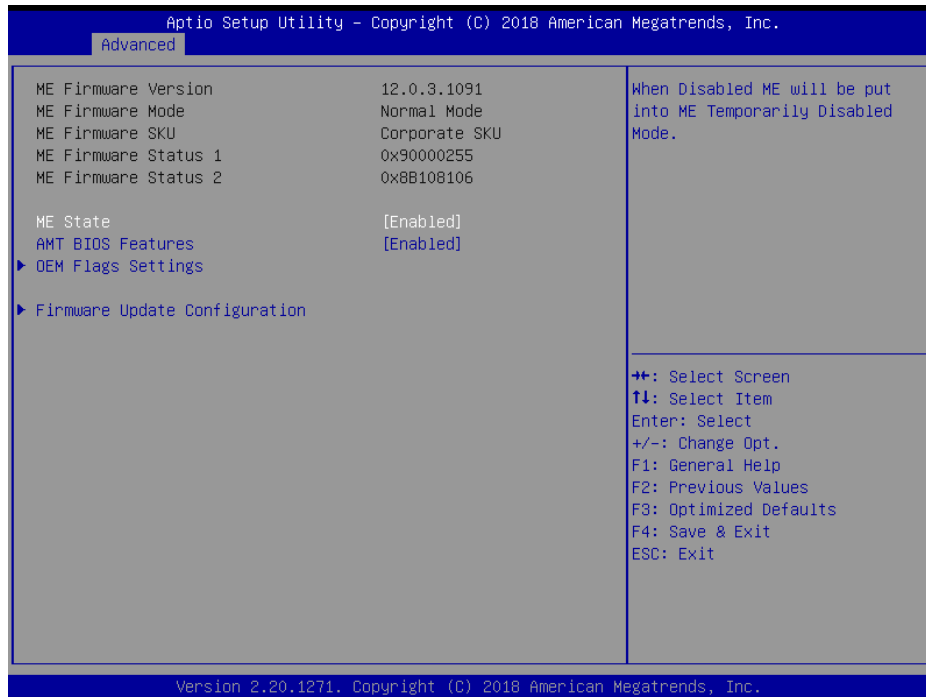 Aptio Setup Utility – Copyright (C) 2018 American Megatrends, Inc.
Advanced
ME Firmware Version 12.0.3.1091
ME Firmware Mode Normal Mode
ME Firmware SKU Corporate SKU
ME Firmware Status 1 0x90000255
ME Firmware Status 2 0x8B108106
ME State [Enabled]
AMT BIOS Features [Enabled]
▶ OEM Flags Settings
▶ Firmware Update Configuration
When Disabled ME will be put
into ME Temporarily Disabled
Mode.
→←: Select Screen
↑↓: Select Item
Enter: Select
+/-: Change Opt.
F1: General Help
F2: Previous Values
F3: Optimized Defaults
F4: Save & Exit
ESC: Exit
Version 2.20.1271. Copyright (C) 2018 American Megatrends, Inc.